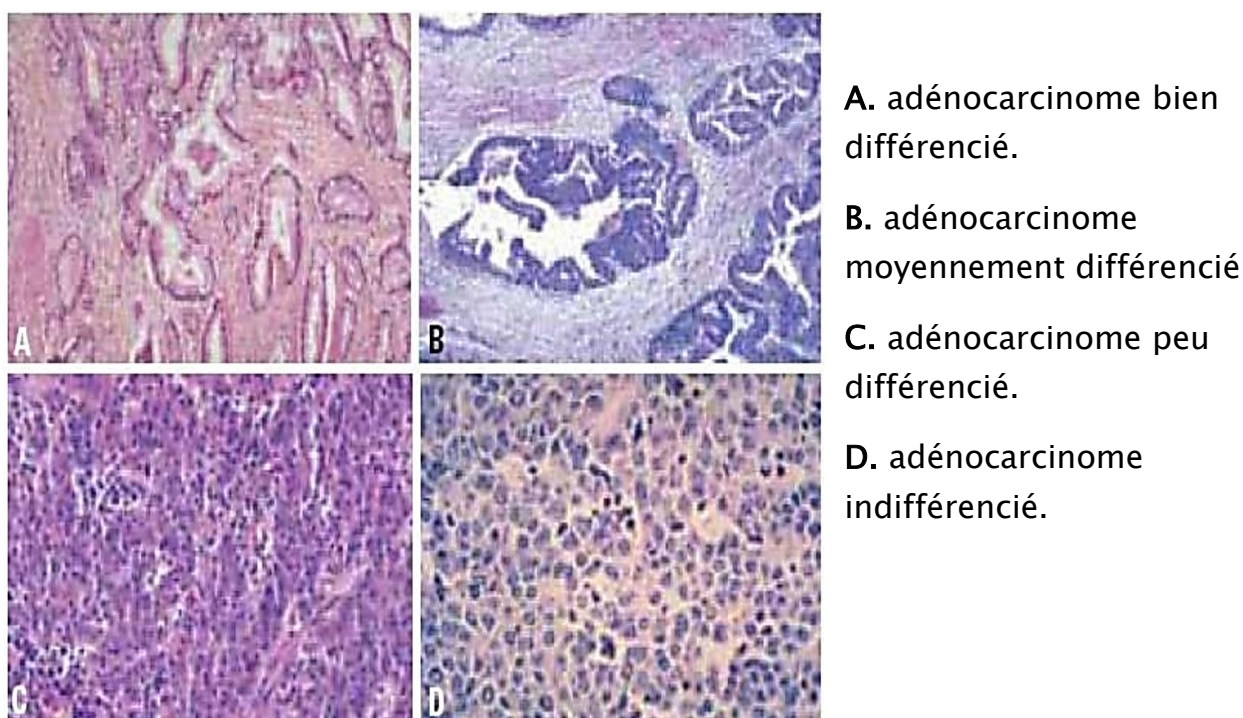 A
B
C
D
A. adénocarcinome bien
différencié.
B. adénocarcinome
moyennement différencié
C. adénocarcinome peu
différencié.
D. adénocarcinome
indifférencié.